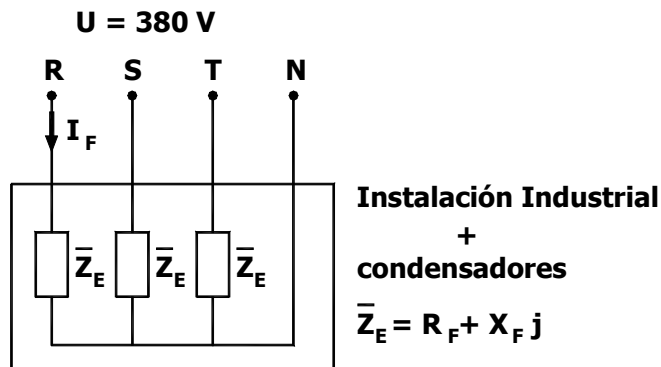 U = 380 V
R S T N
I F
Z̅E Z̅E Z̅E
Instalación Industrial
+
condensadores
Z̅E = R F + X F j